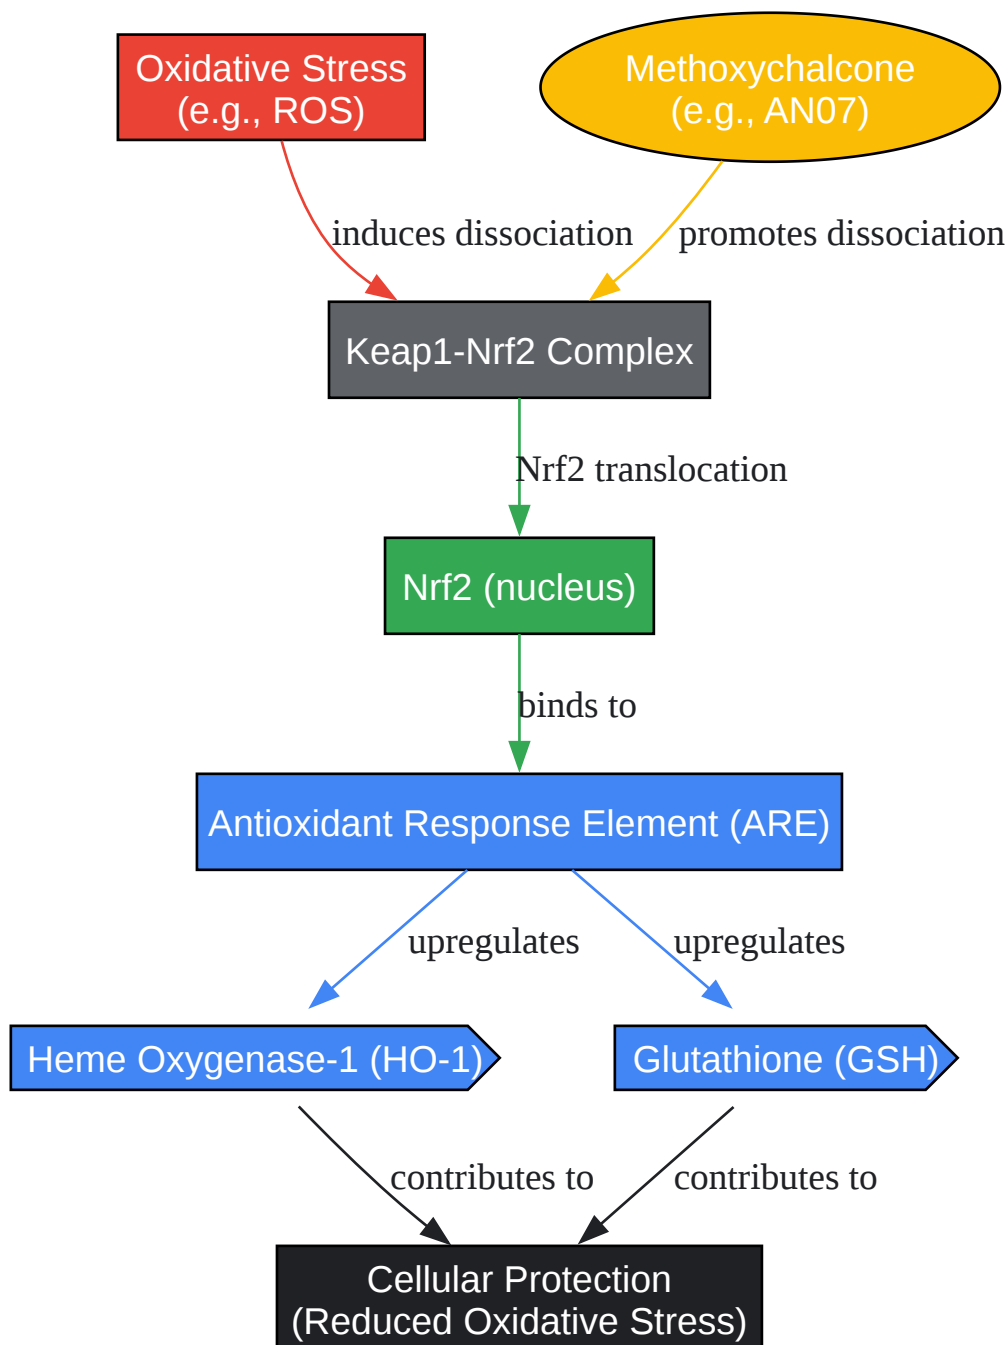 Oxidative Stress
(e.g., ROS)
Methoxychalcone
(e.g., AN07)
induces dissociation
promotes dissociation
Keap1-Nrf2 Complex
Nrf2 translocation
Nrf2 (nucleus)
binds to
Antioxidant Response Element (ARE)
upregulates
upregulates
Heme Oxygenase-1 (HO-1)
Glutathione (GSH)
contributes to
contributes to
Cellular Protection
(Reduced Oxidative Stress)